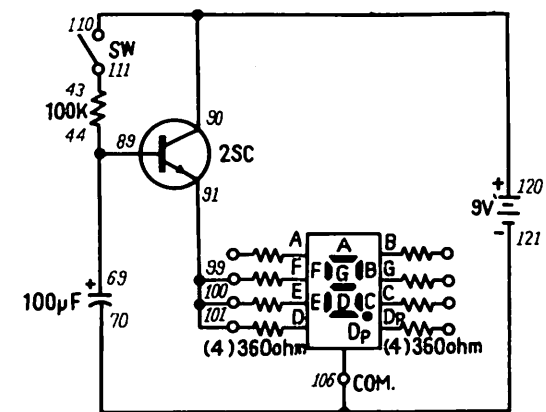 110
SW
111
43
100K
44
89
90
2SC
91
120
+
9V
-
121
A
A
B
99
F
F
G
B
G
100
E
E
D
C
C
101
D
DP
DP
(4)360ohm
(4)360ohm
+
69
100µF
70
106
COM.